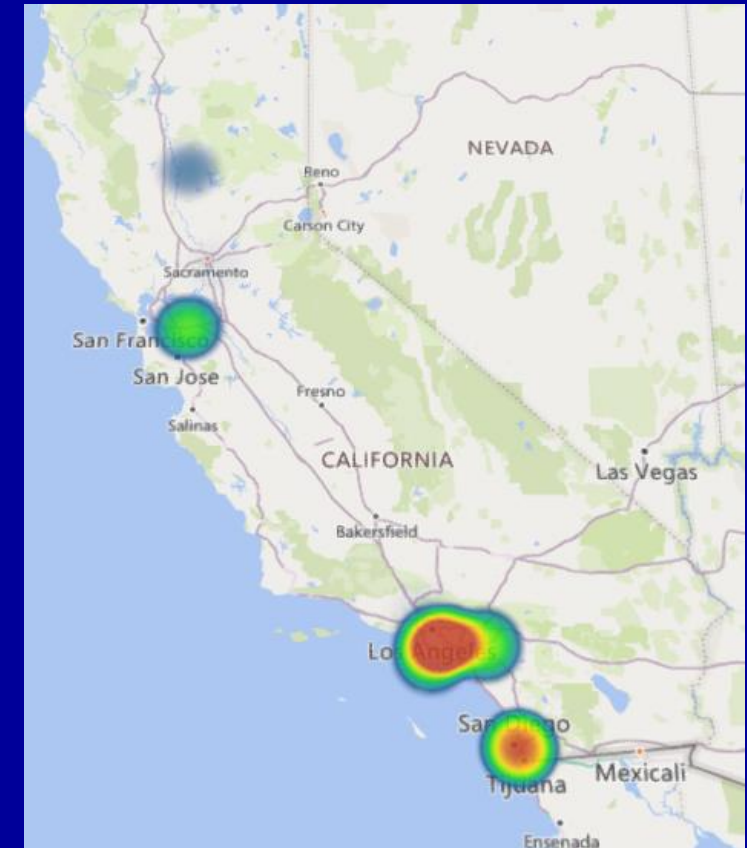 NEVADA
Reno
Carson City
Sacramento
San Francisco
San Jose
Fresno
Salinas
CALIFORNIA
Las Vegas
Bakersfield
Los Angeles
San Diego
Mexicali
Tijuana
Ensenada